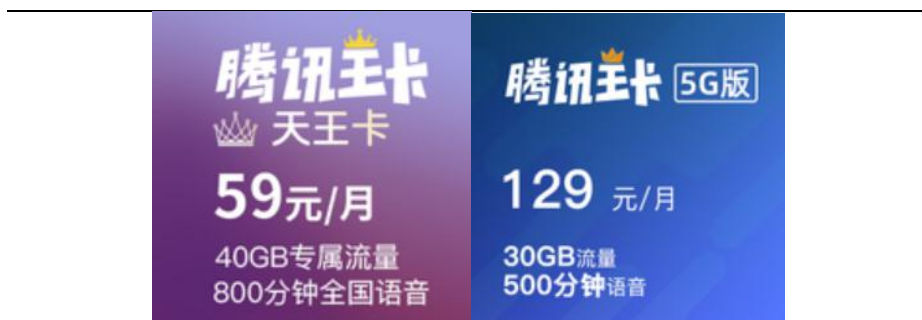 腾讯王卡
天王卡
59元/月
40GB专属流量
800分钟全国语音
腾讯王卡 5G版
129 元/月
30GB流量
500分钟语音